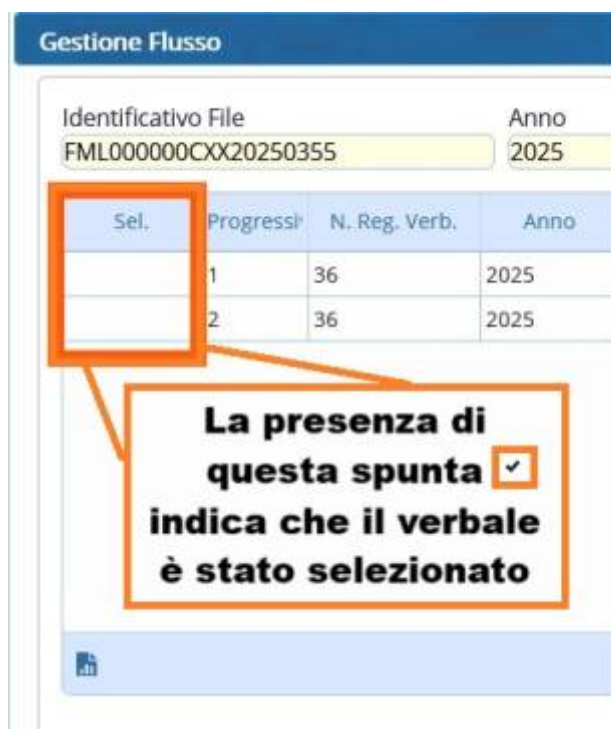 Gestione Flusso
Identificativo File Anno
FML000000CXX20250355 2025
Sel. Progressi N. Reg. Verb. Anno
1 36 2025
2 36 2025
La presenza di
questa spunta ✓
indica che il verbale
è stato selezionato